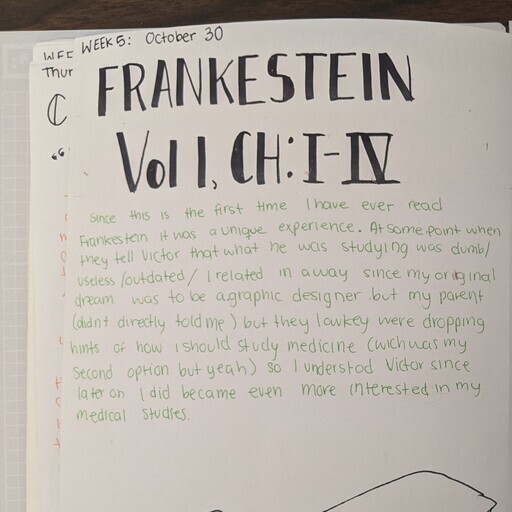 WEEK 5: October 30
Thur
FRANKESTEIN
Vol I, CH: I-IV
Since this is the first time I have ever read
Frankestein it was a unique experience. At some point when
they tell Victor that what he was studying was dumb/
useless/outdated/ I related in a way since my original
dream was to be a graphic designer but my parent
(didnt directly told me) but they lowkey were dropping
hints of how i should study medicine (wich was my
second option but yeah) so I understod Victor since
later on I did became even more interested in my
medical studies.